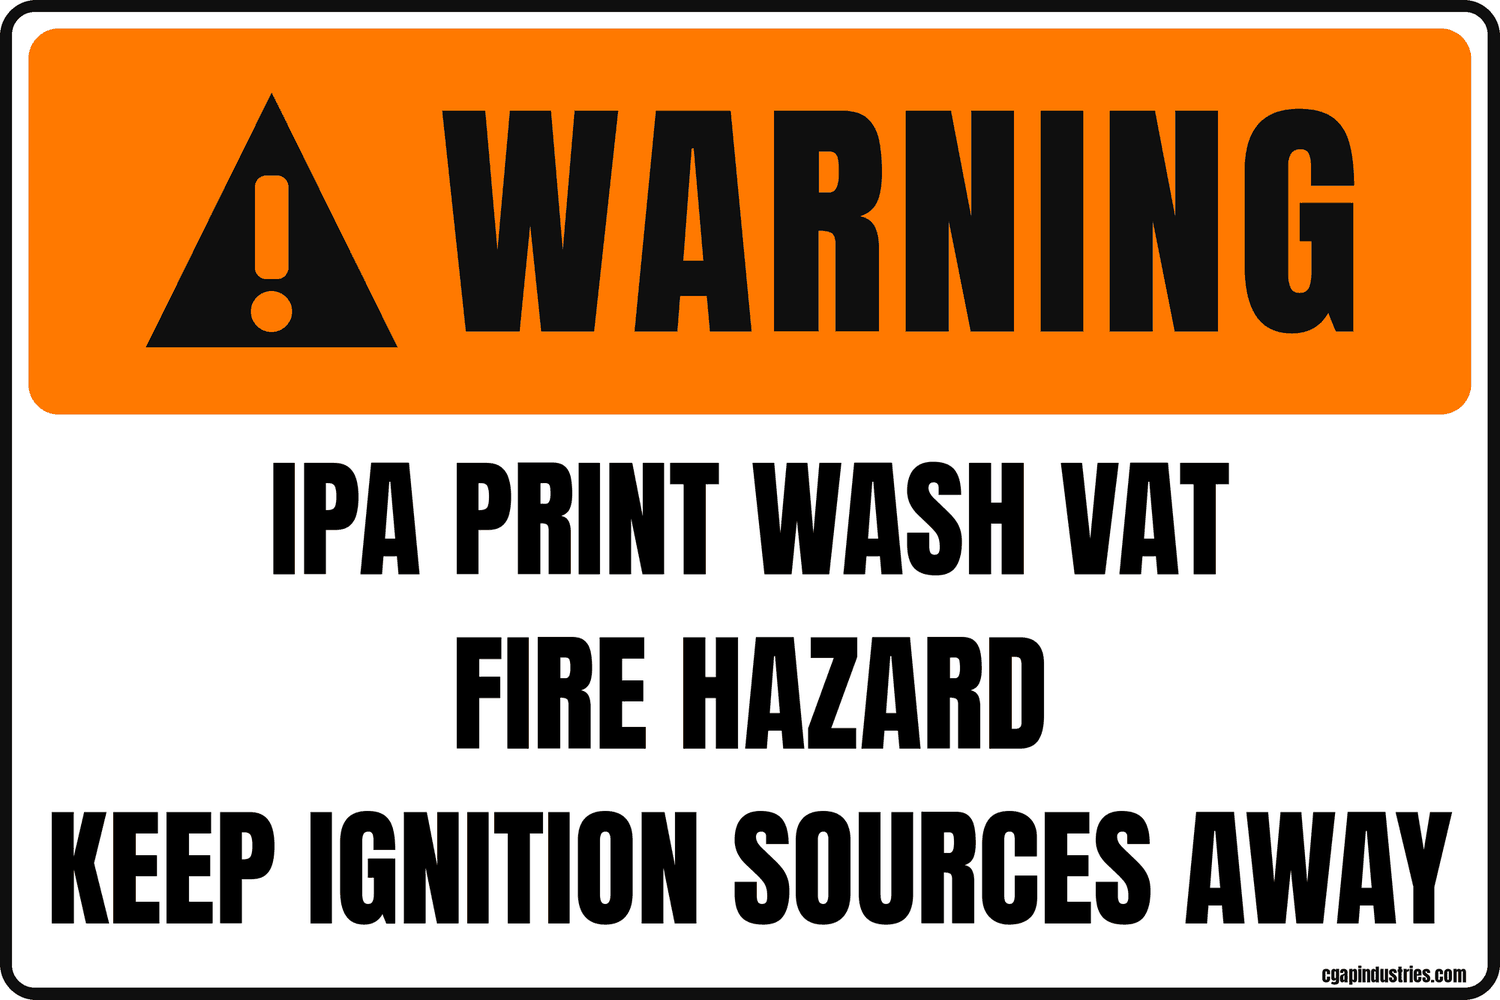 WARNING
IPA PRINT WASH VAT
FIRE HAZARD
KEEP IGNITION SOURCES AWAY
cgapindustries.com